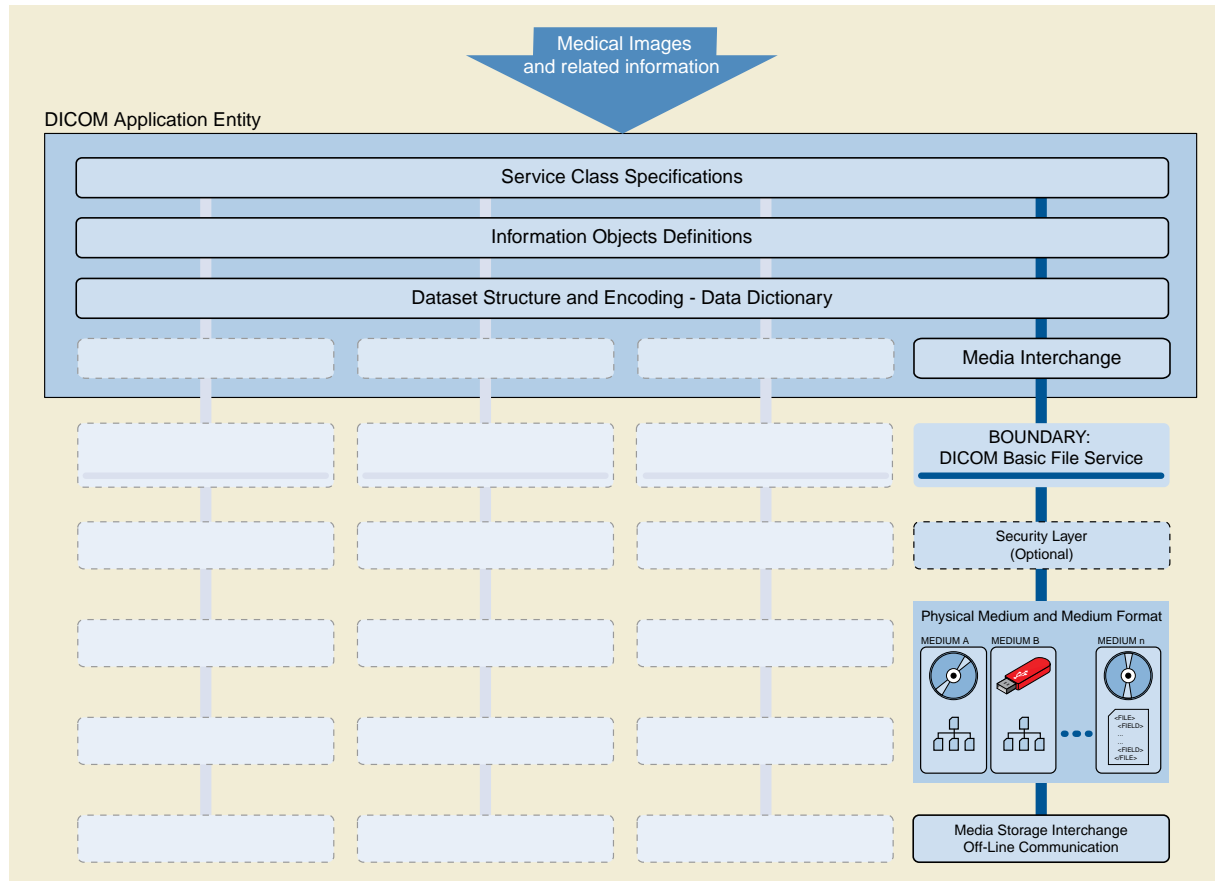 Medical Images
and related information
DICOM Application Entity
Service Class Specifications
Information Objects Definitions
Dataset Structure and Encoding - Data Dictionary
Media Interchange
BOUNDARY:
DICOM Basic File Service
Security Layer
(Optional)
Physical Medium and Medium Format
MEDIUM A
MEDIUM B
MEDIUM n
<FILE>
<FIELD>
...
...
<FIELD>
</FILE>
Media Storage Interchange
Off-Line Communication